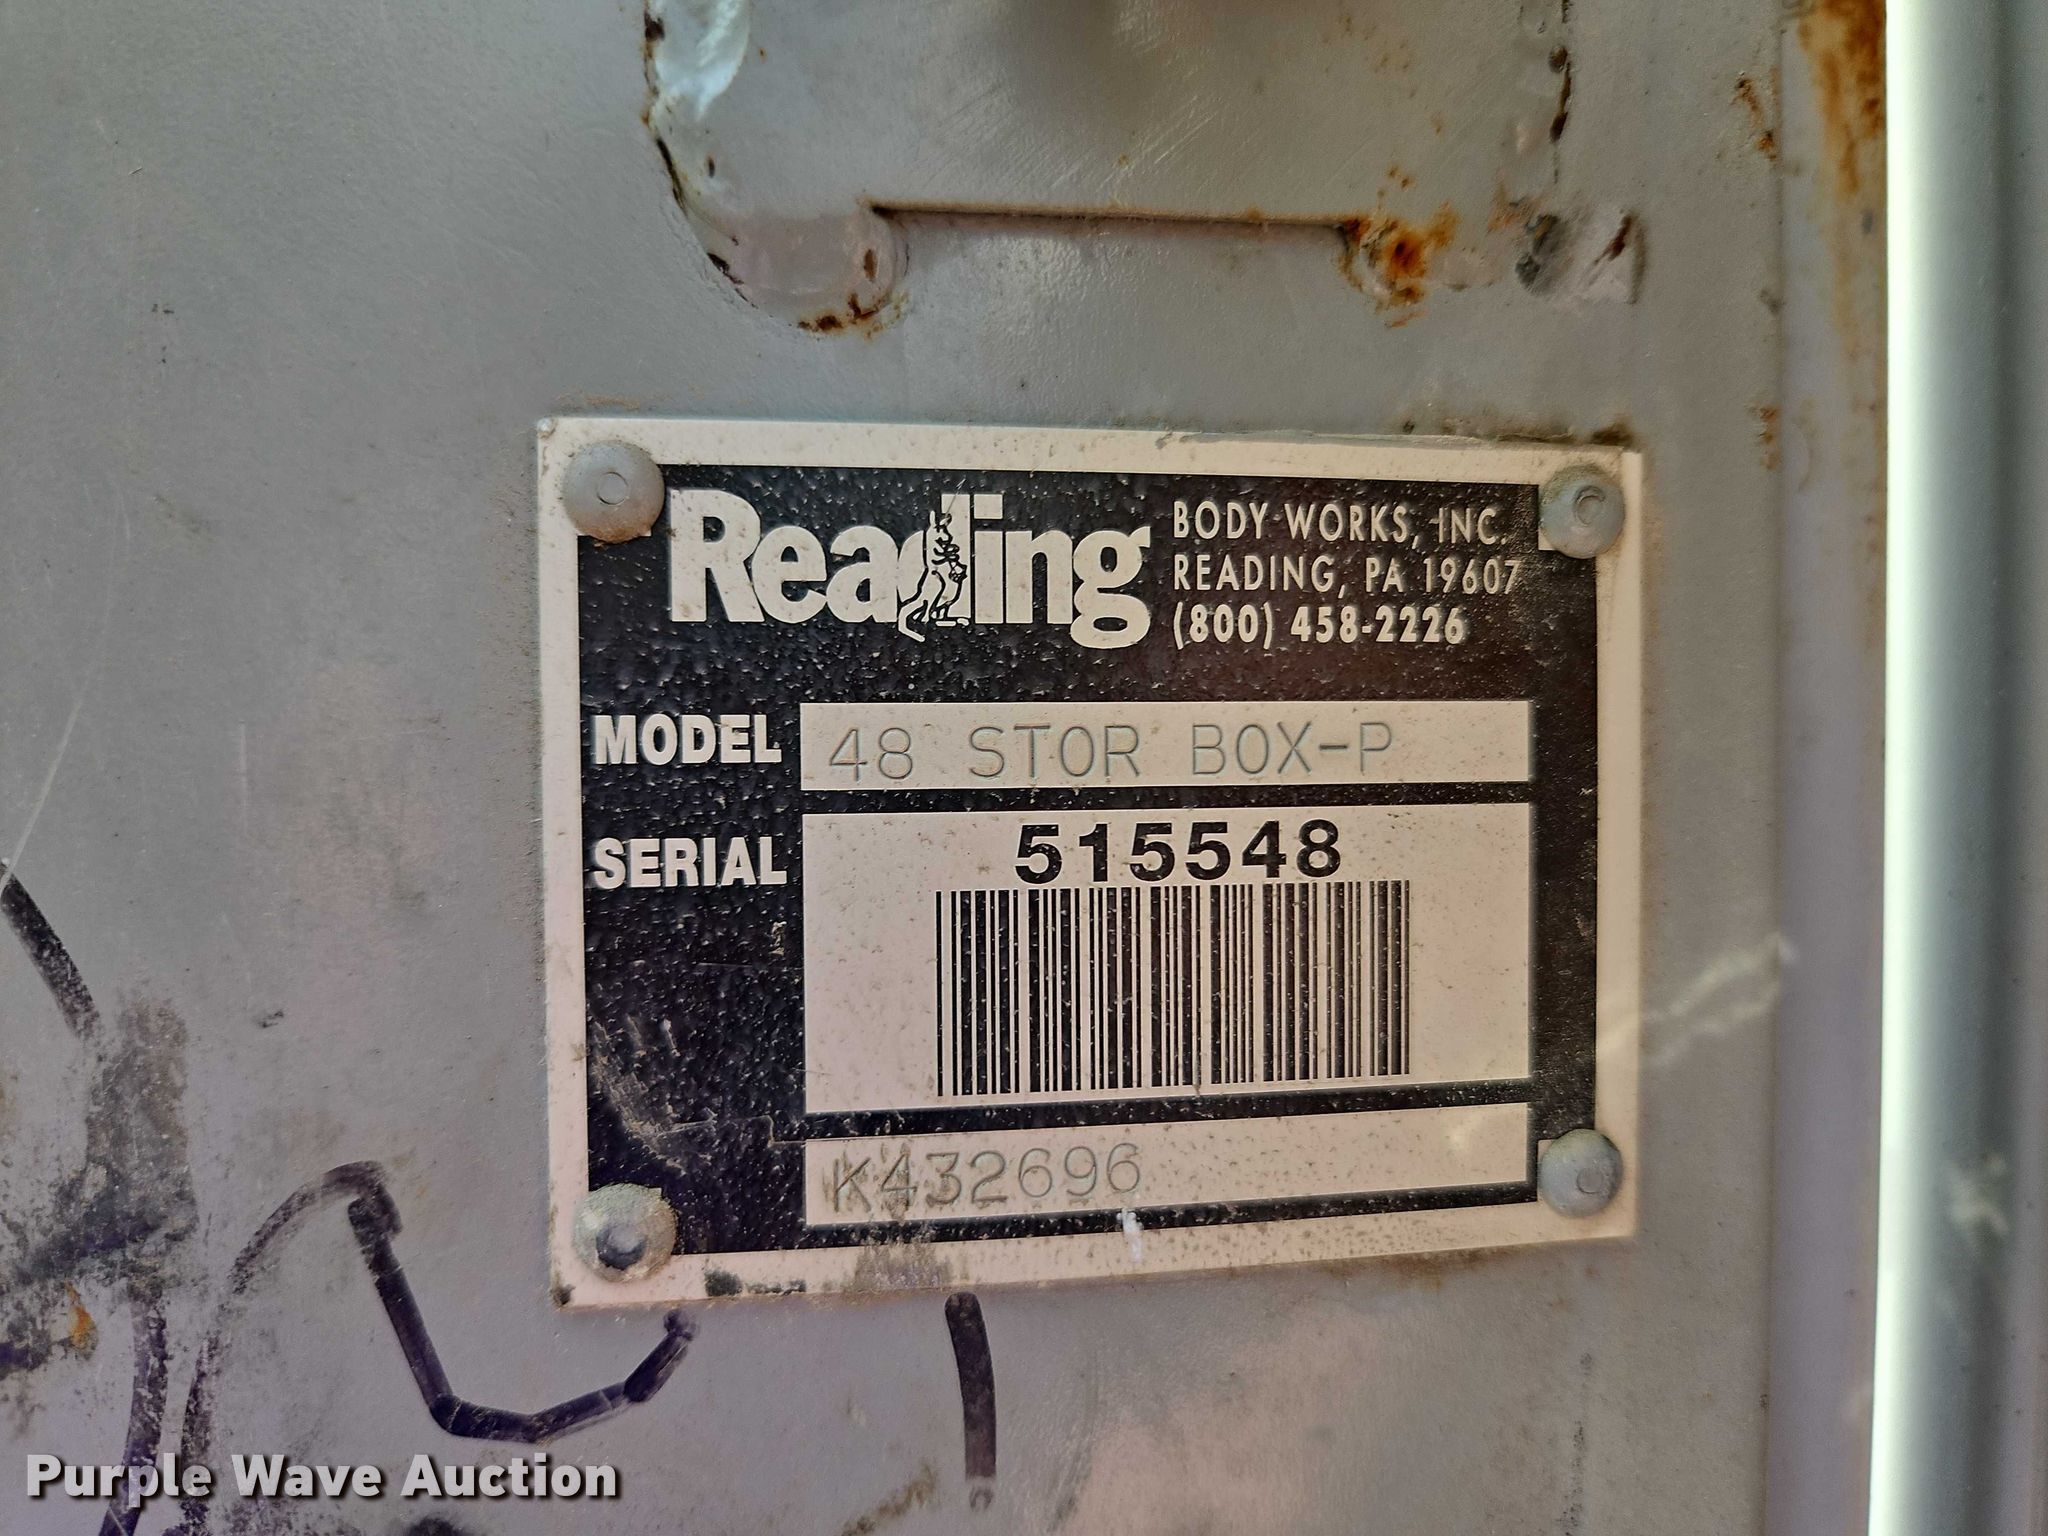 Reading
BODY WORKS, INC.
READING, PA 19607
(800) 458-2226
MODEL 48 STOR BOX-P
SERIAL 515548
K432696
Purple Wave Auction